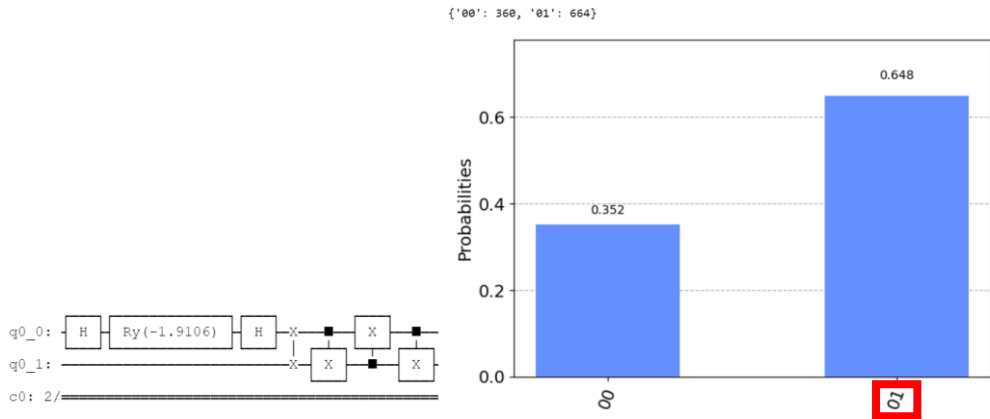 {'00': 360, '01': 664}
0.648
0.6
0.4
0.352
0.2
0.0
Probabilities
00
01
q0_0: H Ry(-1.9106) H X X
q0_1: X X X
c0: 2/